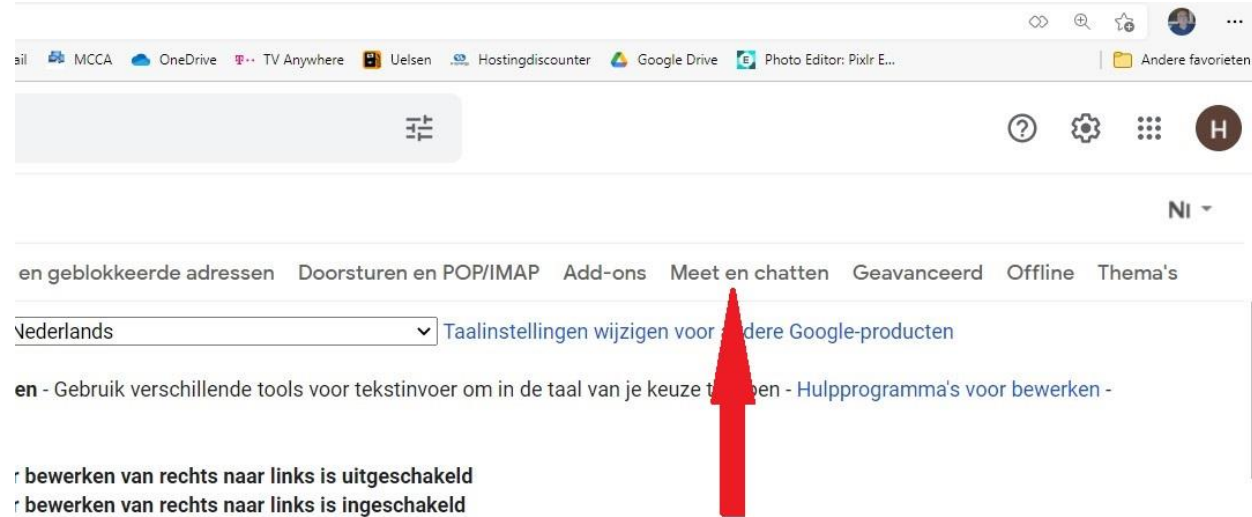 ail MCCA OneDrive TV Anywhere Uelsen Hostingdiscounter Google Drive Photo Editor: Pixlr E... Andere favorieten
H
Nl
en geblokkeerde adressen Doorsturen en POP/IMAP Add-ons Meet en chatten Geavanceerd Offline Thema's
Nederlands Taalinstellingen wijzigen voor andere Google-producten
en - Gebruik verschillende tools voor tekstinvoer om in de taal van je keuze - Hulpprogramma's voor bewerken -
r bewerken van rechts naar links is uitgeschakeld
r bewerken van rechts naar links is ingeschakeld